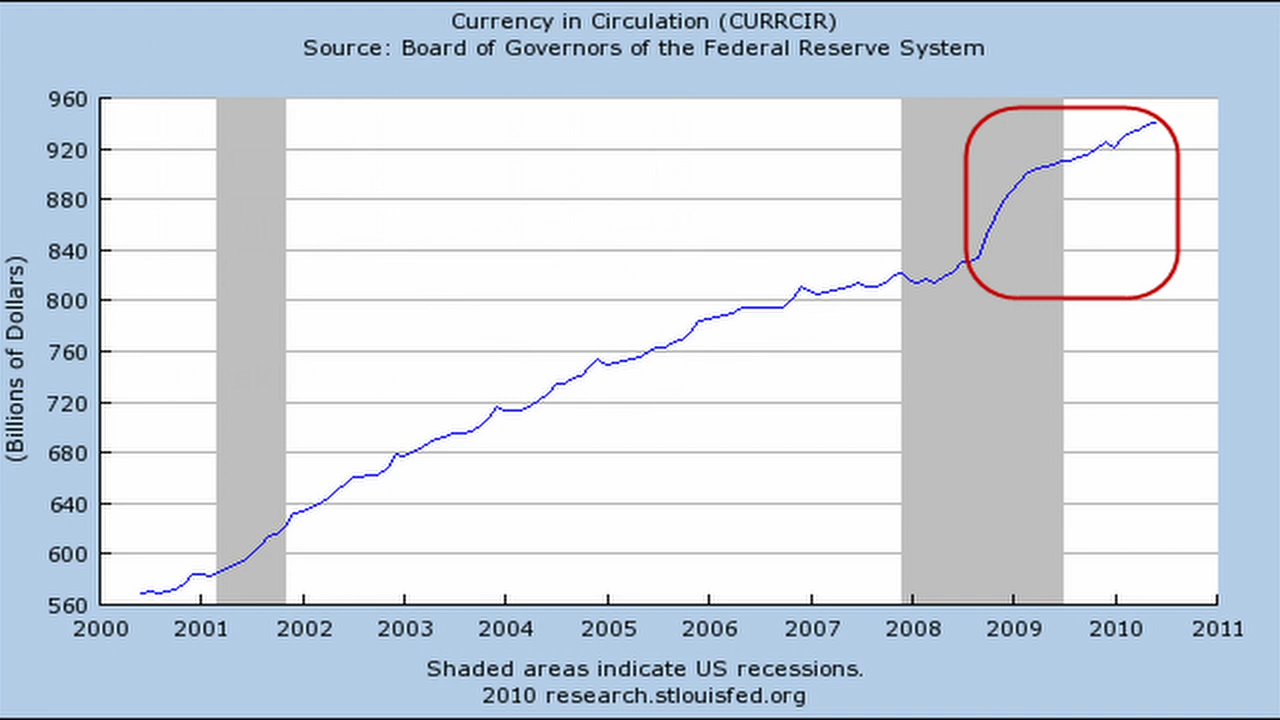 Currency in Circulation (CURRCIR)
Source: Board of Governors of the Federal Reserve System
(Billions of Dollars)
960
920
880
840
800
760
720
680
640
600
560
2000 2001 2002 2003 2004 2005 2006 2007 2008 2009 2010 2011
Shaded areas indicate US recessions.
2010 research.stlouisfed.org